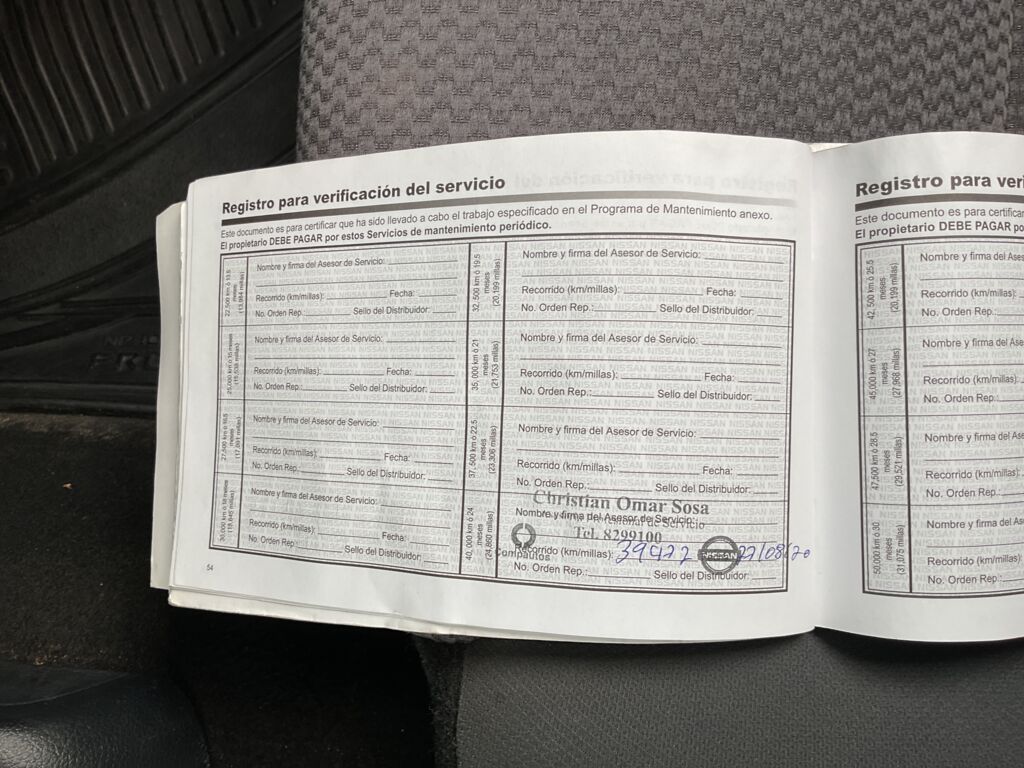 Registro para verificación del servicio
Este documento es para certificar que ha sido llevado a cabo el trabajo especificado en el Programa de Mantenimiento anexo.
El propietario DEBE PAGAR por estos Servicios de mantenimiento periódico.
22,500 km ó 13.5
meses
Nombre y firma del Asesor de Servicio:
Recorrido (km/millas): Fecha:
No. Orden Rep.: Sello del Distribuidor:
25,000 km ó 15 meses
Nombre y firma del Asesor de Servicio:
Recorrido (km/millas): Fecha:
No. Orden Rep.: Sello del Distribuidor:
27,500 km ó 16.5
meses
Nombre y firma del Asesor de Servicio:
Recorrido (km/millas): Fecha:
No. Orden Rep.: Sello del Distribuidor:
30,000 km ó 18 meses
Nombre y firma del Asesor de Servicio:
Recorrido (km/millas): Fecha:
No. Orden Rep.: Sello del Distribuidor:
54
32, 500 km ó 19.5
meses
(20,199 millas)
Nombre y firma del Asesor de Servicio:
Recorrido (km/millas): Fecha:
No. Orden Rep.: Sello del Distribuidor:
35, 000 km ó 21
meses
(21,753 millas)
Nombre y firma del Asesor de Servicio:
Recorrido (km/millas): Fecha:
No. Orden Rep.: Sello del Distribuidor:
37, 500 km ó 22.5
meses
(23,306 millas)
Nombre y firma del Asesor de Servicio:
Recorrido (km/millas): Fecha:
No. Orden Rep.: Sello del Distribuidor:
40, 000 km ó 24
meses
(24,860 millas)
Christian Omar Sosa
Nombre y firma del Asesor de Servicio:
Tel. 8299100
Compautos
Recorrido (km/millas): 39422 NISSAN 22/08/20
No. Orden Rep.: Sello del Distribuidor:
Registro para veri
Este documento es para certificar
El propietario DEBE PAGAR po
42, 500 km ó 25.5
meses
(20,199 millas)
Nombre y firma del Ases
Recorrido (km/millas):
No. Orden Rep.:
45,000 km ó 27
meses
(27,968 millas)
Nombre y firma del Ase
Recorrido (km/millas)
No. Orden Rep.:
47,500 km ó 28.5
meses
(29,521 millas)
Nombre y firma del As
Recorrido (km/millas)
No. Orden Rep.:
50,000 km ó 30
meses
(31,075 millas)
Nombre y firma del As
Recorrido (km/millas
No. Orden Rep.: